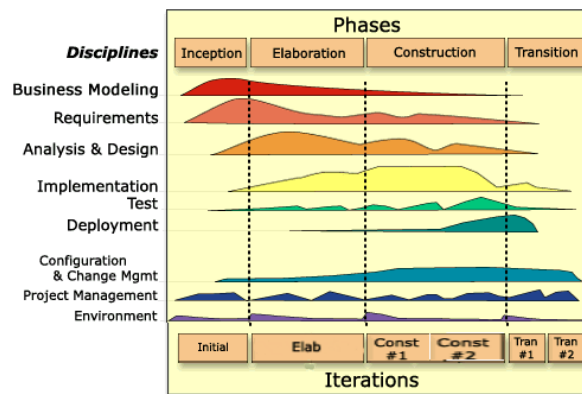 Phases
Disciplines
Inception Elaboration Construction Transition
Business Modeling
Requirements
Analysis & Design
Implementation
Test
Deployment
Configuration
& Change Mgmt
Project Management
Environment
Initial Elab Const #1 Const #2 Tran #1 Tran #2
Iterations